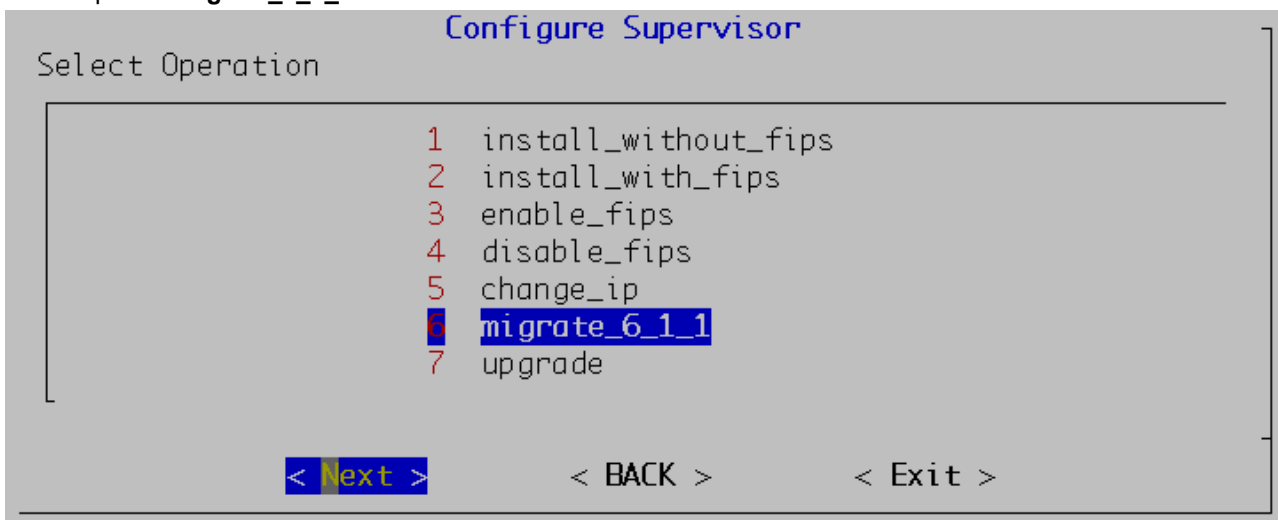 Configure Supervisor
Select Operation
1 install_without_fips
2 install_with_fips
3 enable_fips
4 disable_fips
5 change_ip
6 migrate_6_1_1
7 upgrade
< Next > < BACK > < Exit >